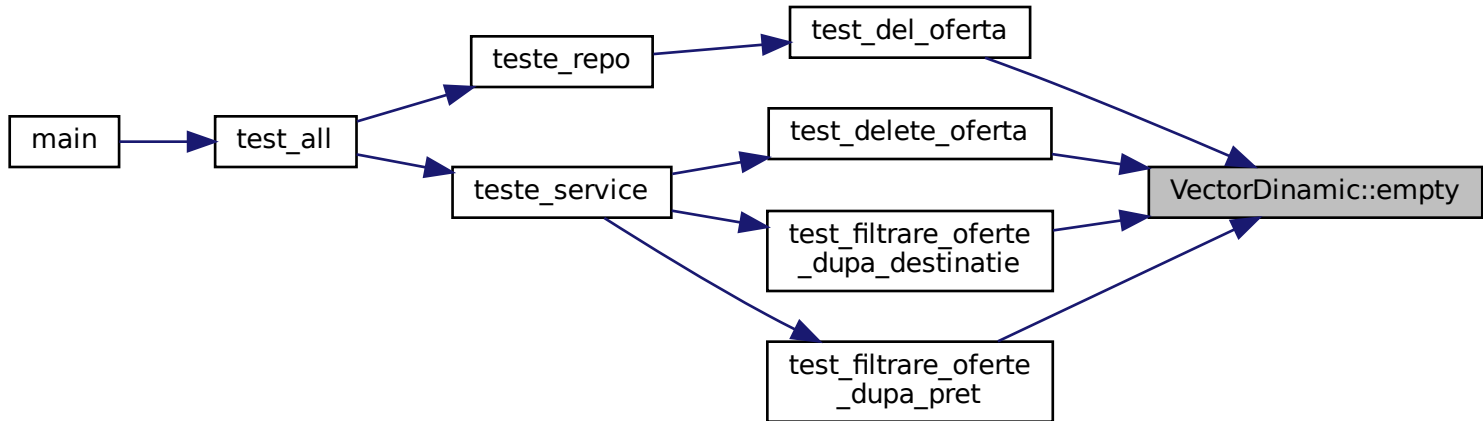 main
test_all
teste_repo
teste_service
test_del_oferta
test_delete_oferta
test_filtrare_oferte
_dupa_destinatie
test_filtrare_oferte
_dupa_pret
VectorDinamic::empty